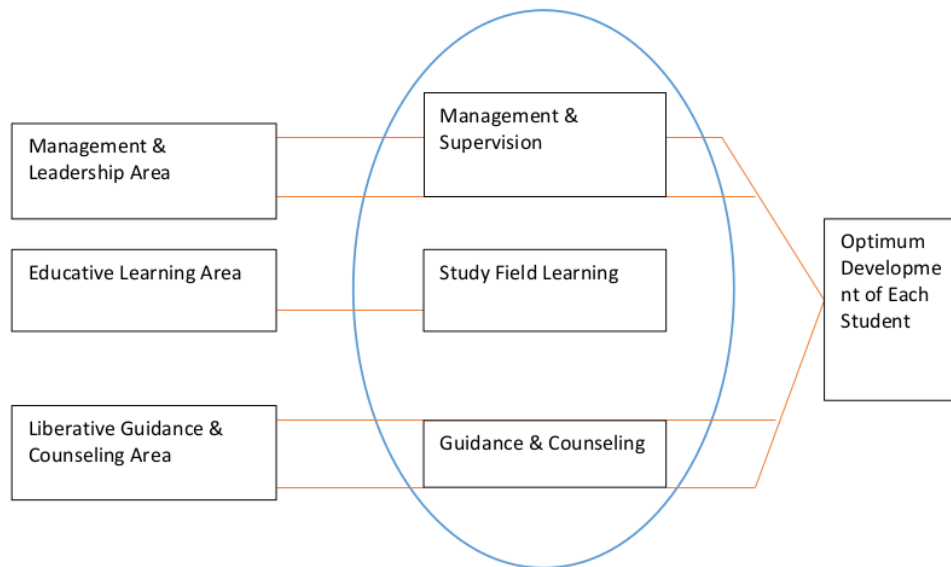 Management &
Leadership Area
Management &
Supervision
Educative Learning Area
Study Field Learning
Optimum
Developme
nt of Each
Student
Liberative Guidance &
Counseling Area
Guidance & Counseling